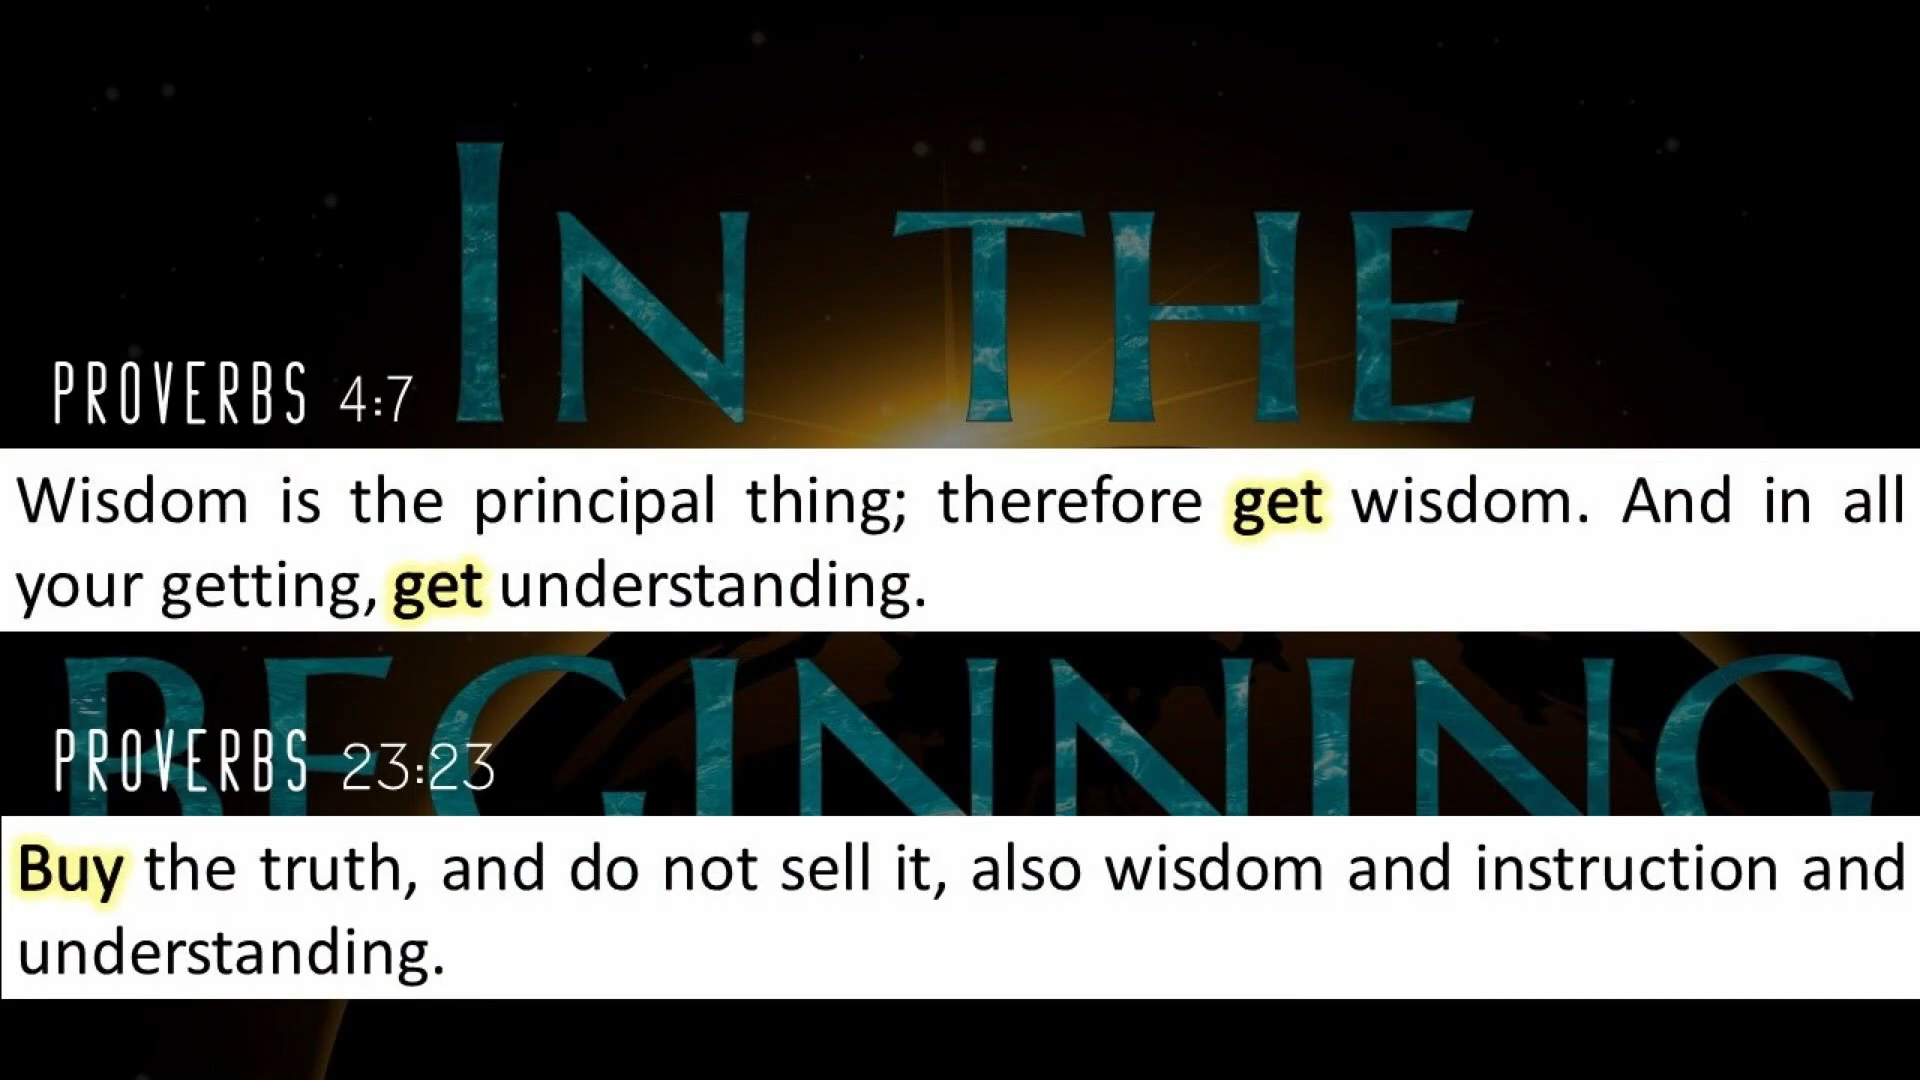 IN THE
PROVERBS 4:7
Wisdom is the principal thing; therefore get wisdom. And in all
your getting, get understanding.
BEGINNING
PROVERBS 23:23
Buy the truth, and do not sell it, also wisdom and instruction and
understanding.